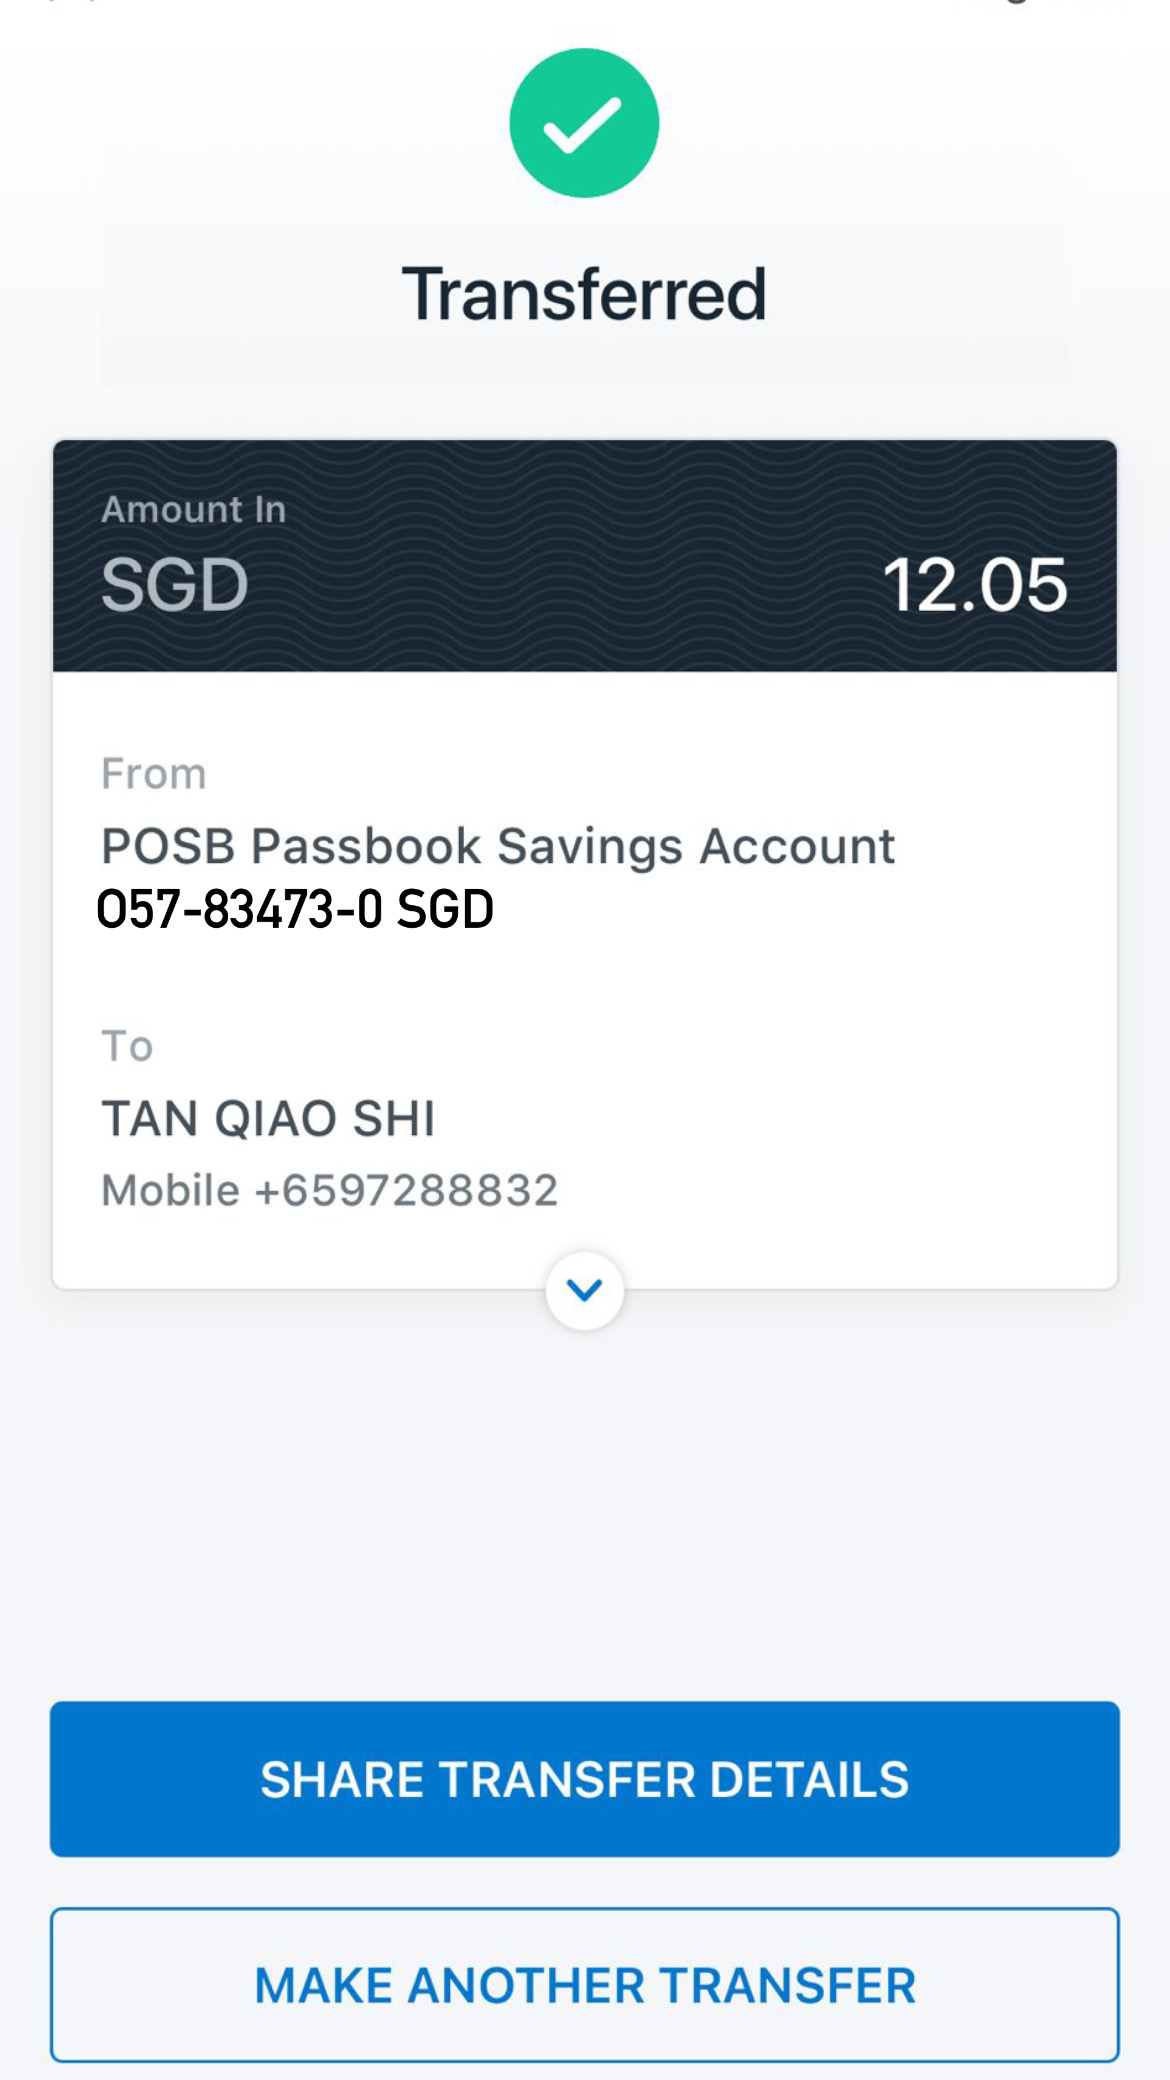 Transferred
Amount In
SGD 12.05
From
POSB Passbook Savings Account
O57-83473-0 SGD
To
TAN QIAO SHI
Mobile +6597288832
SHARE TRANSFER DETAILS
MAKE ANOTHER TRANSFER